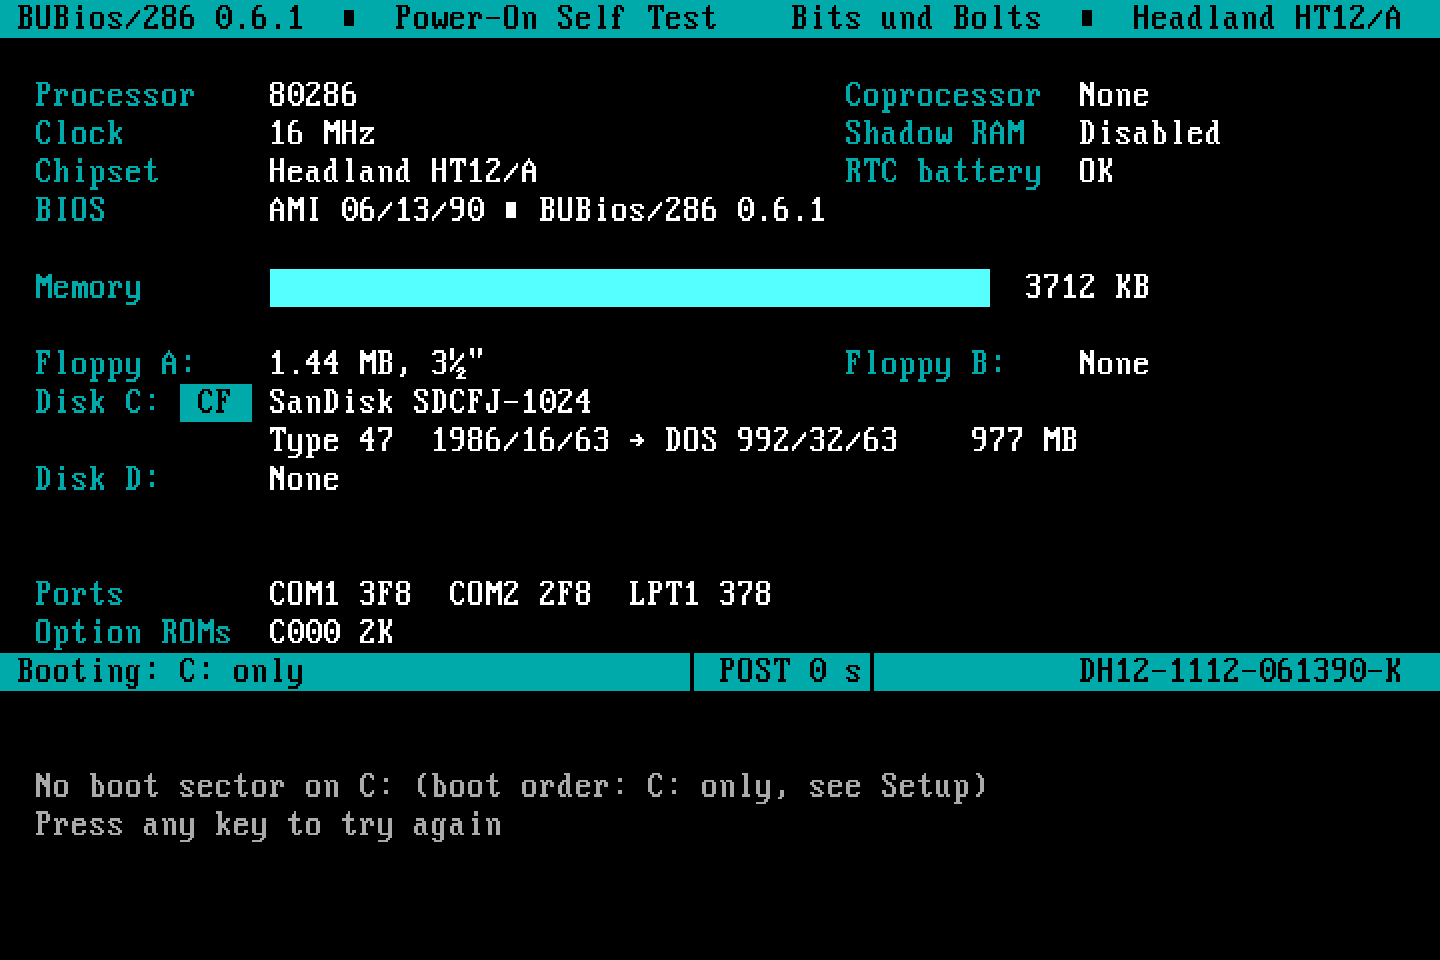 BUBios/286 0.6.1 ■ Power-On Self Test Bits und Bolts ■ Headland HT12/A
Processor 80286 Coprocessor None
Clock 16 MHz Shadow RAM Disabled
Chipset Headland HT12/A RTC battery OK
BIOS AMI 06/13/90 ■ BUBios/286 0.6.1
Memory 3712 KB
Floppy A: 1.44 MB, 3½" Floppy B: None
Disk C: CF SanDisk SDCFJ-1024
Type 47 1986/16/63 → DOS 992/32/63 977 MB
Disk D: None
Ports COM1 3F8 COM2 2F8 LPT1 378
Option ROMs C000 2K
Booting: C: only POST 0 s DH12-1112-061390-K
No boot sector on C: (boot order: C: only, see Setup)
Press any key to try again